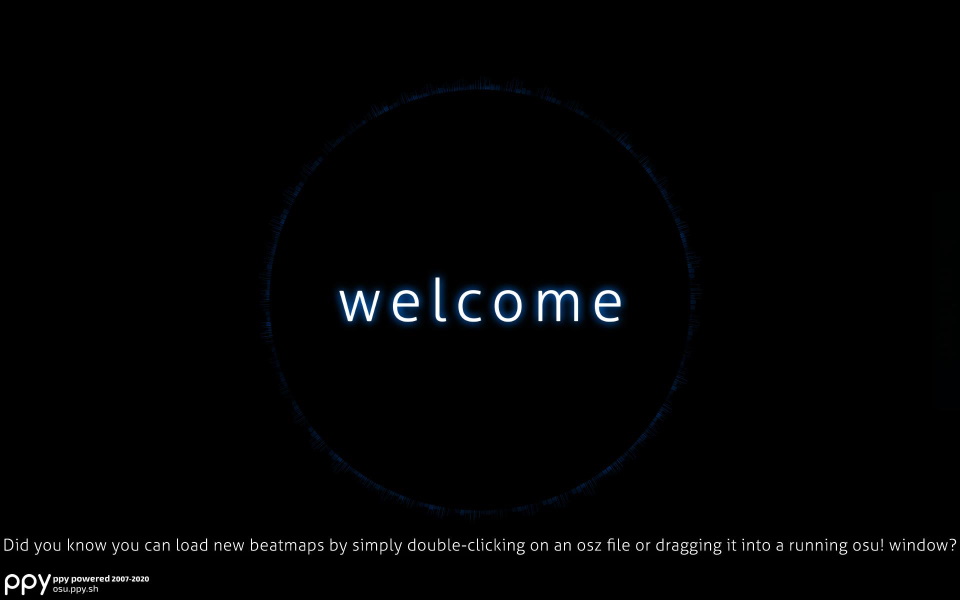 welcome
Did you know you can load new beatmaps by simply double-clicking on an osz file or dragging it into a running osu! window?
ppy ppy powered 2007-2020
osu.ppy.sh